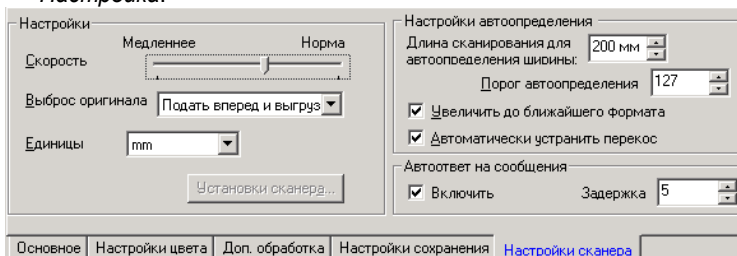 Настройка.
Настройки
Медленнее Норма
Скорость
Выброс оригинала Подать вперед и выгруз
Единицы mm
Установки сканера...
Настройки автоопределения
Длина сканирования для автоопределения ширины: 200 мм
Порог автоопределения 127
Увеличить до ближайшего формата
Автоматически устранить перекос
Автоответ на сообщения
Включить Задержка 5
Основное Настройки цвета Доп. обработка Настройки сохранения Настройки сканера